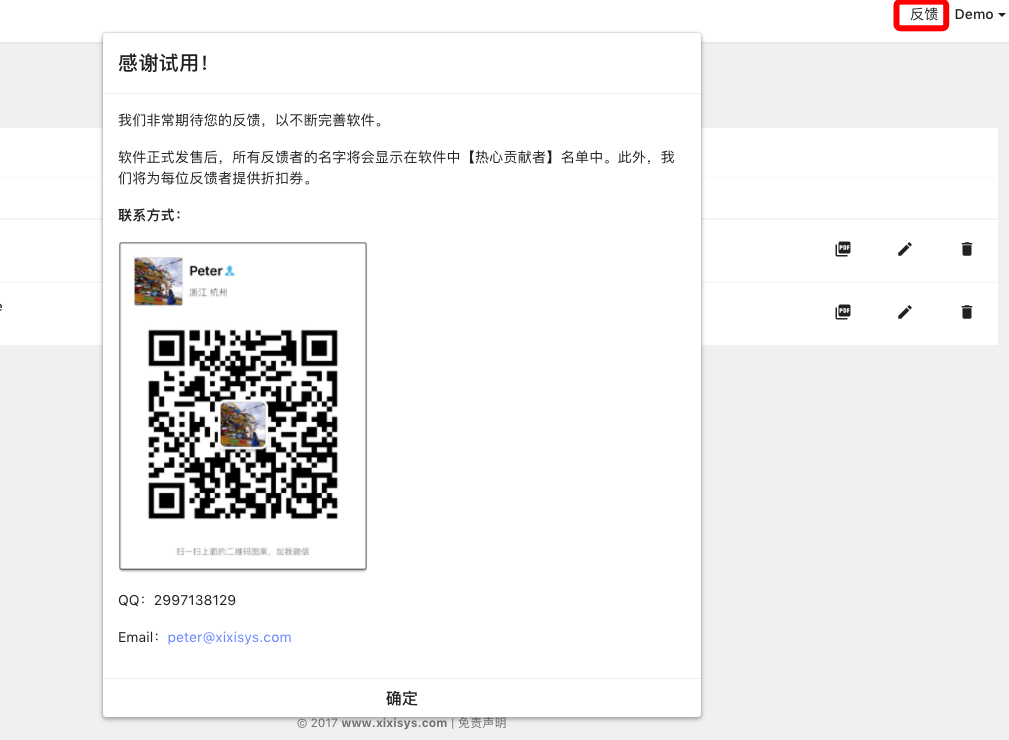 反馈 Demo
感谢试用！
我们非常期待您的反馈，以不断完善软件。
软件正式发售后，所有反馈者的名字将会显示在软件中【热心贡献者】名单中。此外，我
们将为每位反馈者提供折扣券。
联系方式：
Peter
浙江 杭州
PDF
PDF
扫一扫上面的二维码图案，加我微信
QQ：2997138129
Email：peter@xixisys.com
确定
© 2017 www.xixisys.com | 免责声明